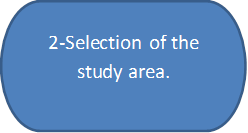 2-Selection of the
study area.